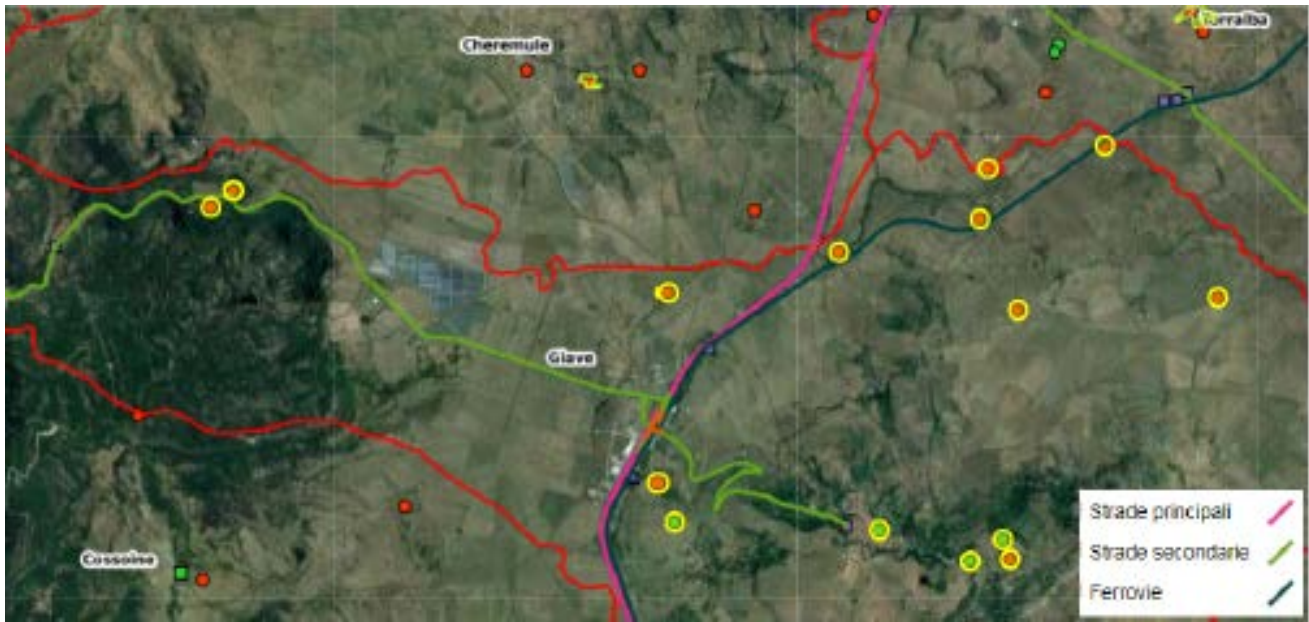 Torralba
Cheremule
Giave
Cossoine
Strade principali
Strade secondarie
Ferrovie